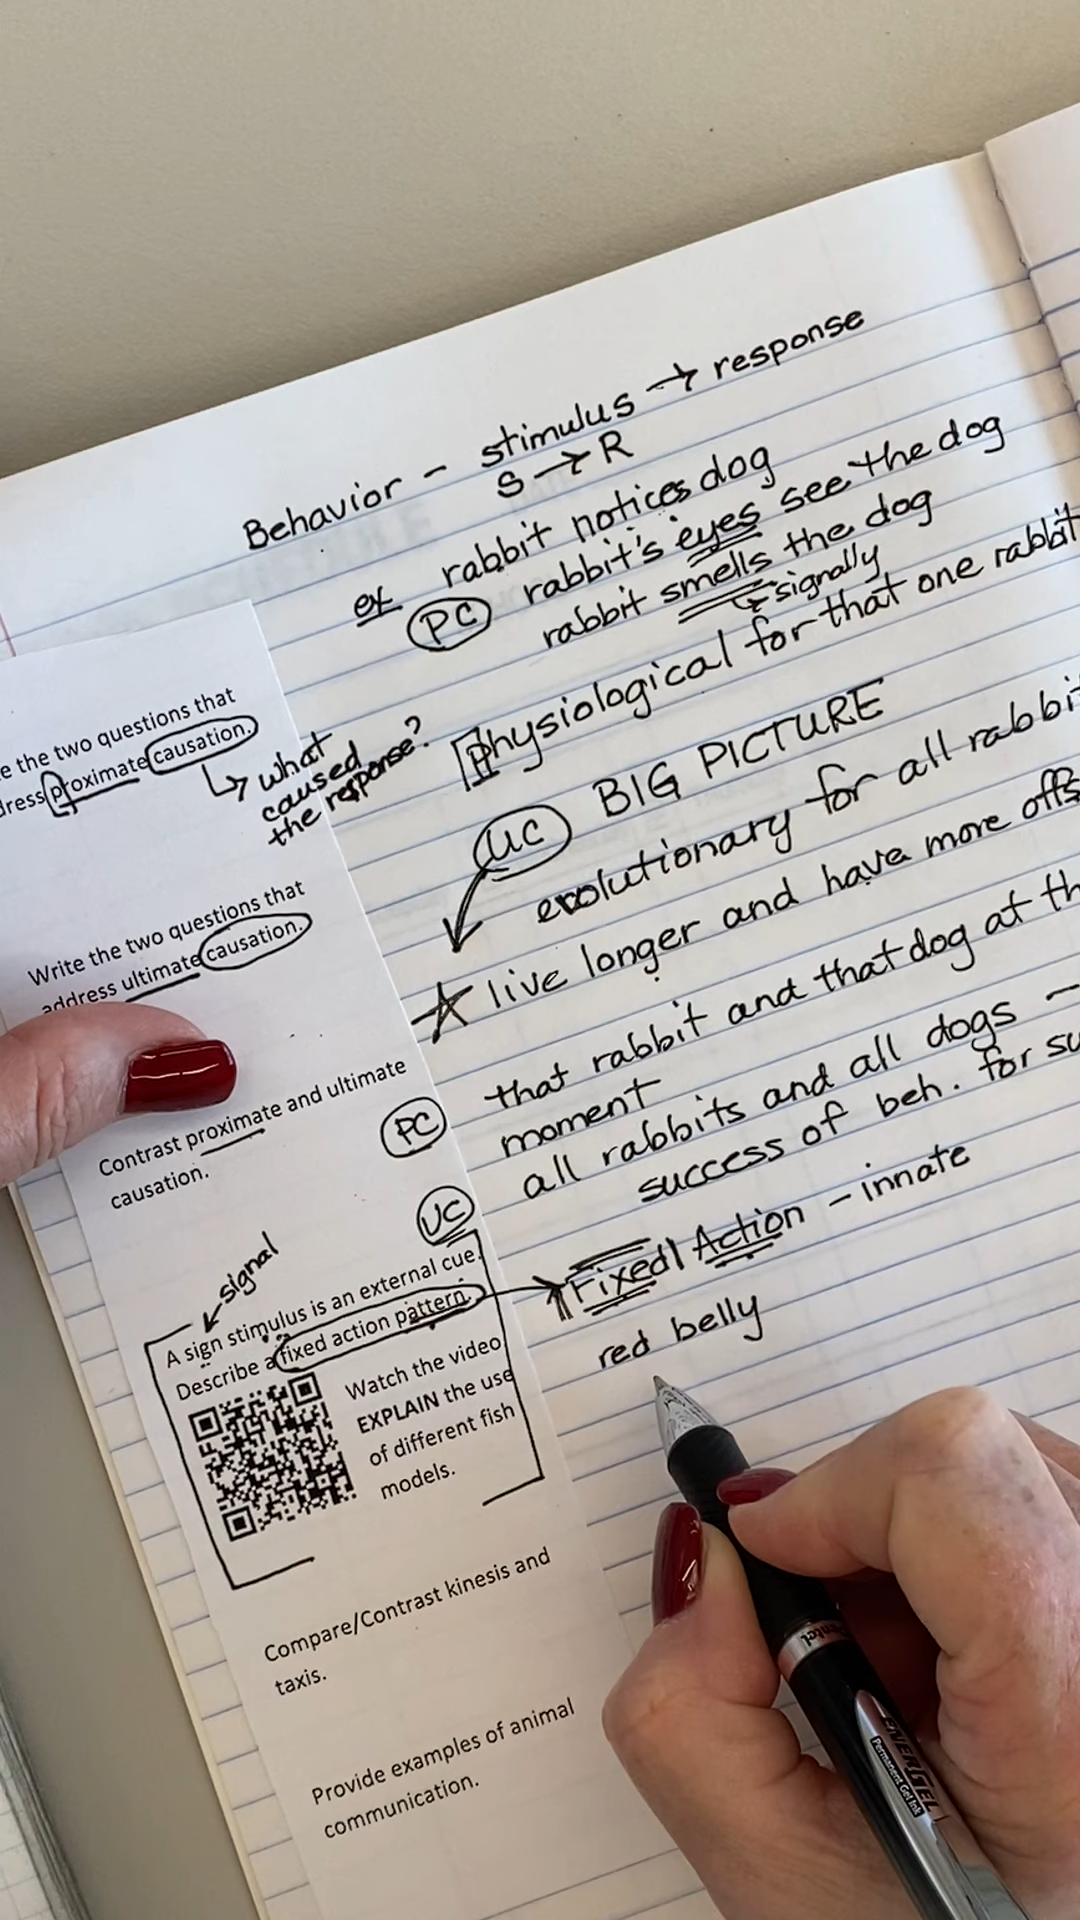 Behavior - stimulus → response
S → R
ex rabbit notices dog
PC rabbit's eyes see the dog
rabbit smells the dog
signally
Physiological for that one rabbit
UC BIG PICTURE
evolutionary for all rabbi
live longer and have more offs
that rabbit and that dog at th
moment
all rabbits and all dogs -
success of beh. for su
Fixed Action - innate
red belly
e the two questions that
dress proximate causation.
what
caused
the response?
Write the two questions that
address ultimate causation.
Contrast proximate and ultimate
causation.
PC
UC
signal
A sign stimulus is an external cue.
Describe a fixed action pattern.
Watch the video
EXPLAIN the use
of different fish
models.
Compare/Contrast kinesis and
taxis.
Provide examples of animal
communication.
Pentel
ENERGEL
Permanent Gel Ink